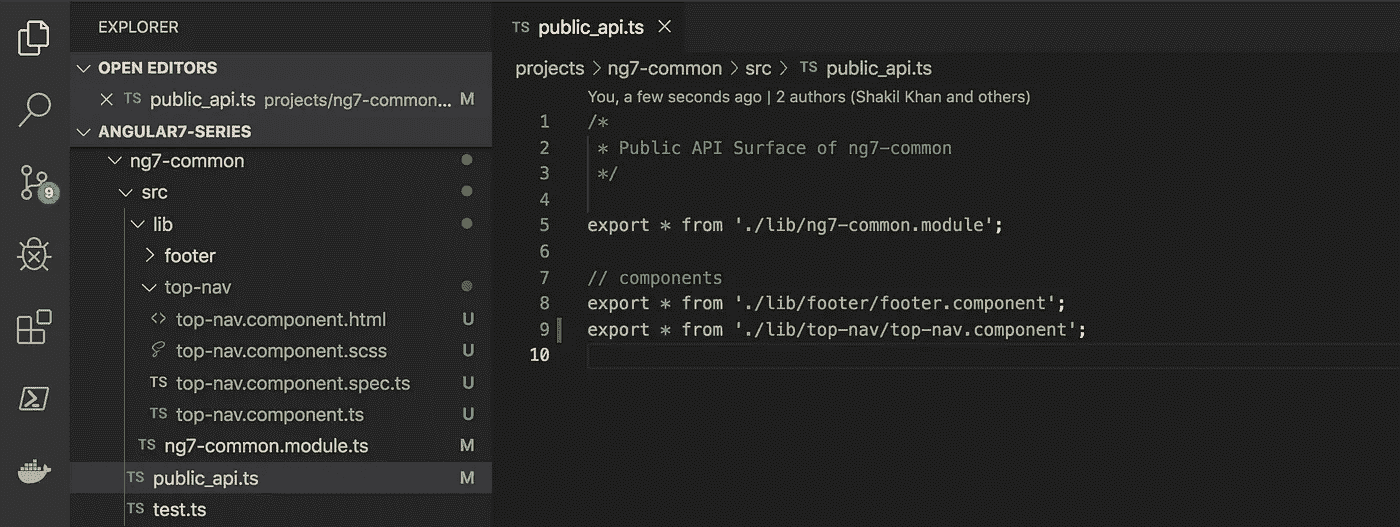 EXPLORER
OPEN EDITORS
TS public_api.ts projects/ng7-common... M
ANGULAR7-SERIES
ng7-common
src
lib
footer
top-nav
<> top-nav.component.html U
top-nav.component.scss U
TS top-nav.component.spec.ts U
TS top-nav.component.ts U
TS ng7-common.module.ts M
TS public_api.ts M
TS test.ts
9
TS public_api.ts
projects > ng7-common > src > TS public_api.ts
You, a few seconds ago | 2 authors (Shakil Khan and others)
1 /*
2 * Public API Surface of ng7-common
3 */
4
5 export * from './lib/ng7-common.module';
6
7 // components
8 export * from './lib/footer/footer.component';
9 export * from './lib/top-nav/top-nav.component';
10